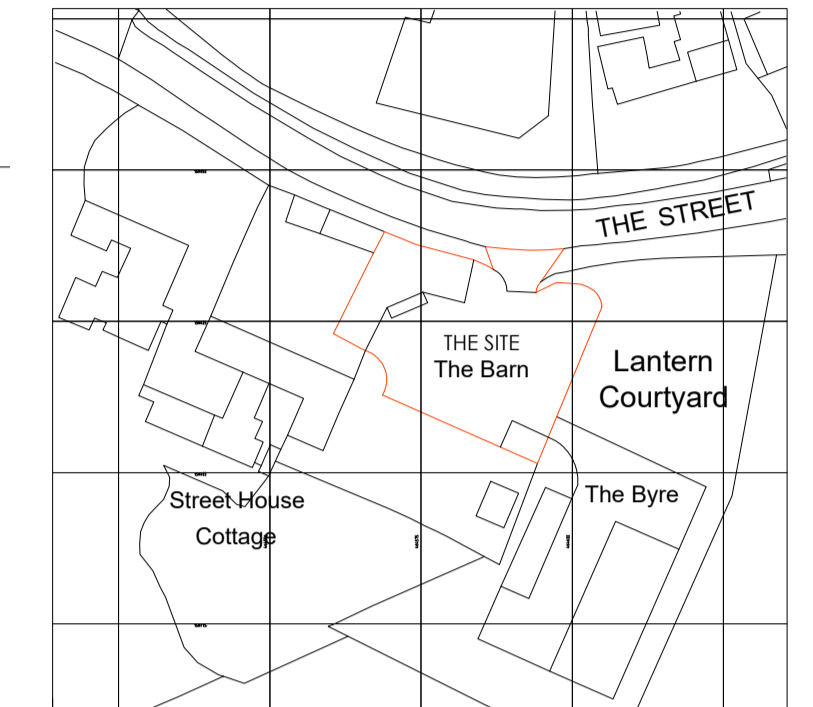 THE STREET
THE SITE
The Barn
Lantern
Courtyard
The Byre
Street House
Cottage